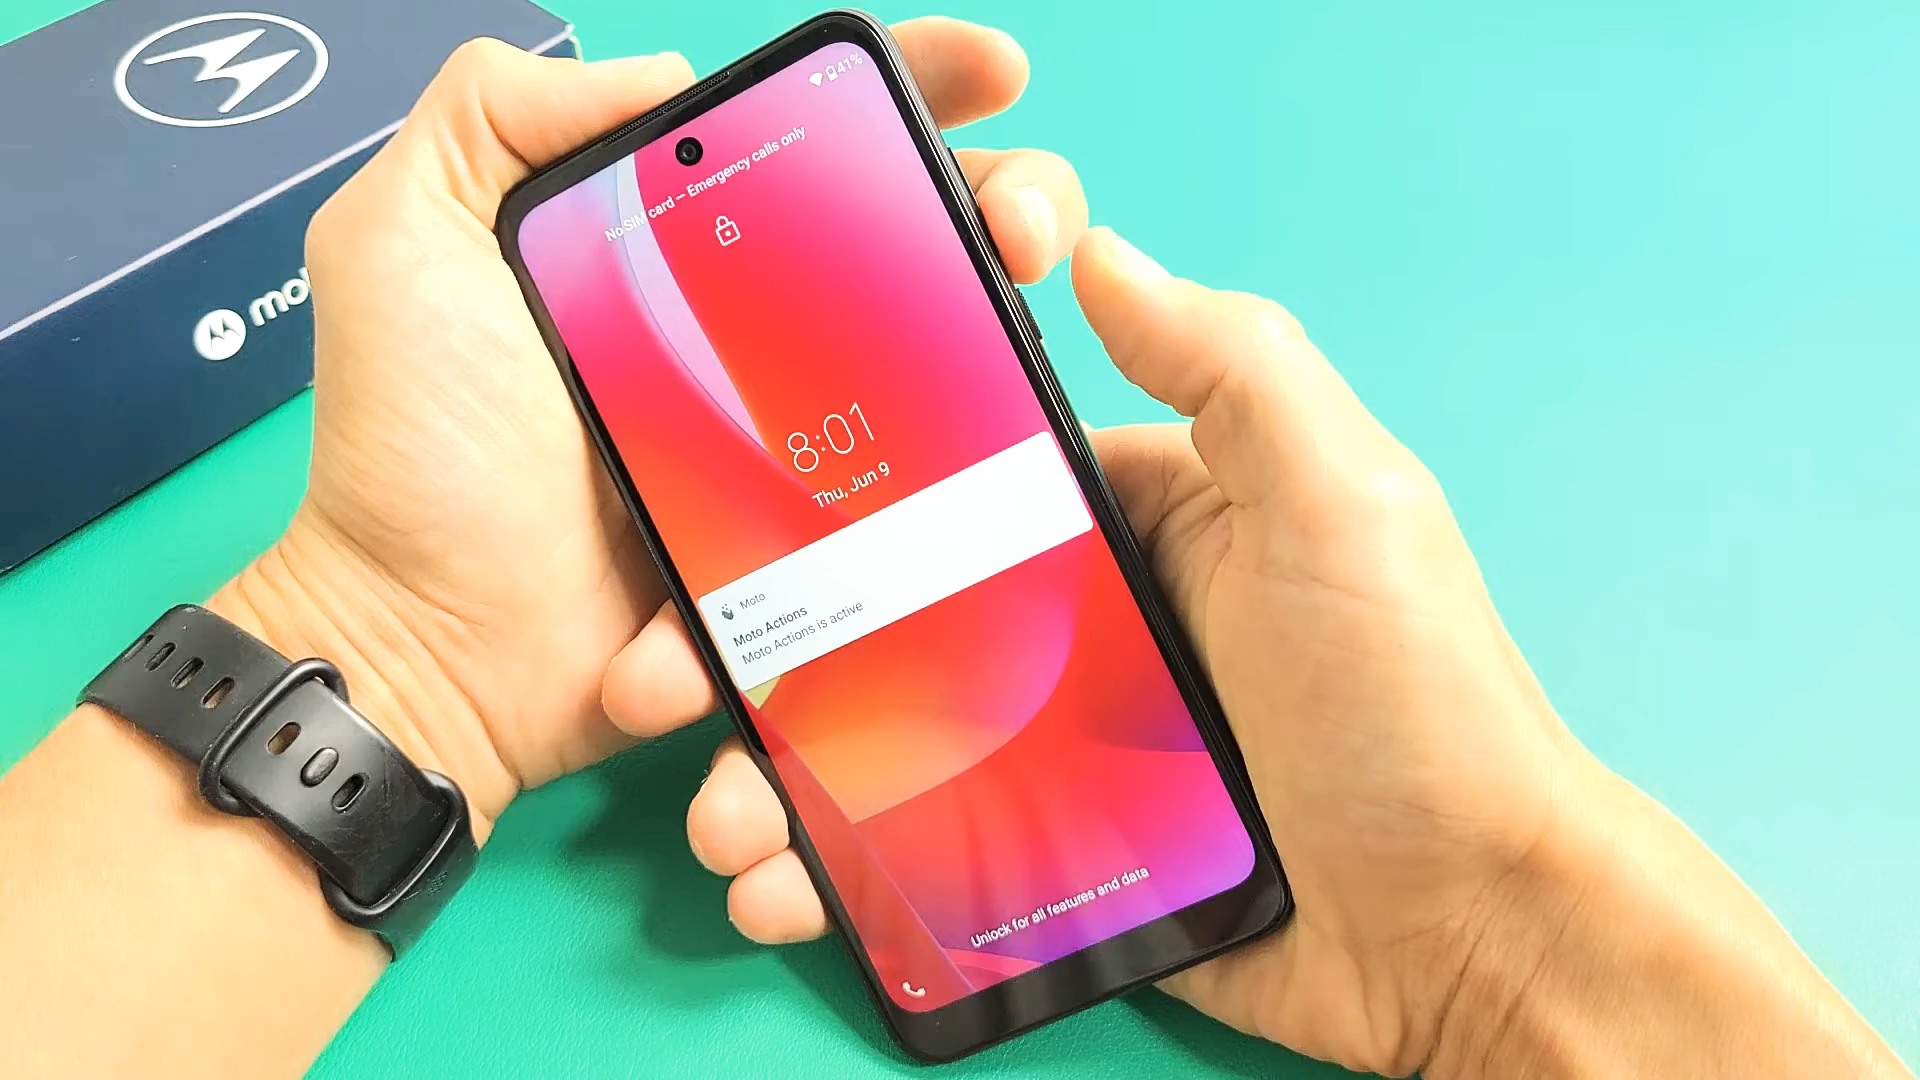 mo
41%
No SIM card — Emergency calls only
8:01
Thu, Jun 9
Moto
Moto Actions
Moto Actions is active
Unlock for all features and data